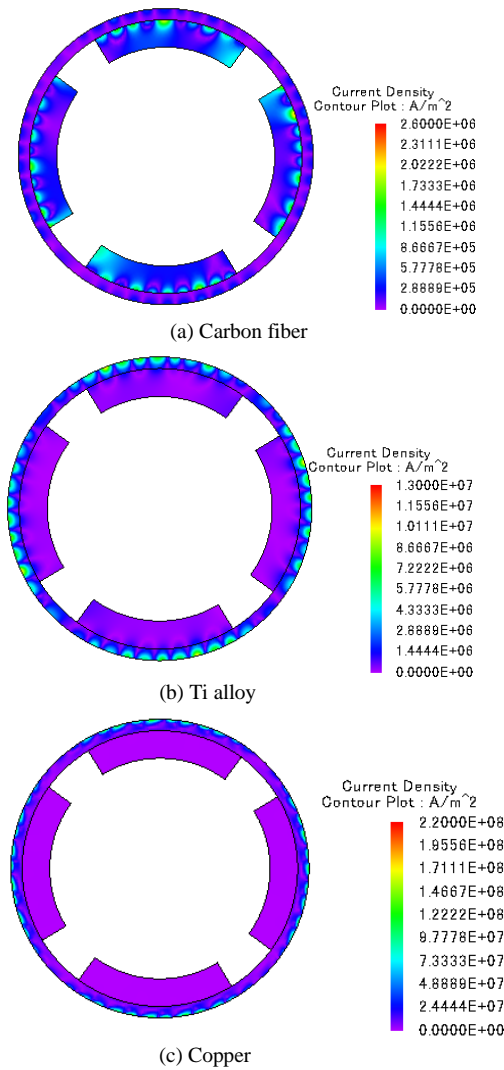 Current Density
Contour Plot : A/m^2
2.6000E+06
2.3111E+06
2.0222E+06
1.7333E+06
1.4444E+06
1.1556E+06
8.6667E+05
5.7778E+05
2.8889E+05
0.0000E+00
(a) Carbon fiber
Current Density
Contour Plot : A/m^2
1.3000E+07
1.1556E+07
1.0111E+07
8.6667E+06
7.2222E+06
5.7778E+06
4.3333E+06
2.8889E+06
1.4444E+06
0.0000E+00
(b) Ti alloy
Current Density
Contour Plot : A/m^2
2.2000E+08
1.9556E+08
1.7111E+08
1.4667E+08
1.2222E+08
9.7778E+07
7.3333E+07
4.8889E+07
2.4444E+07
0.0000E+00
(c) Copper